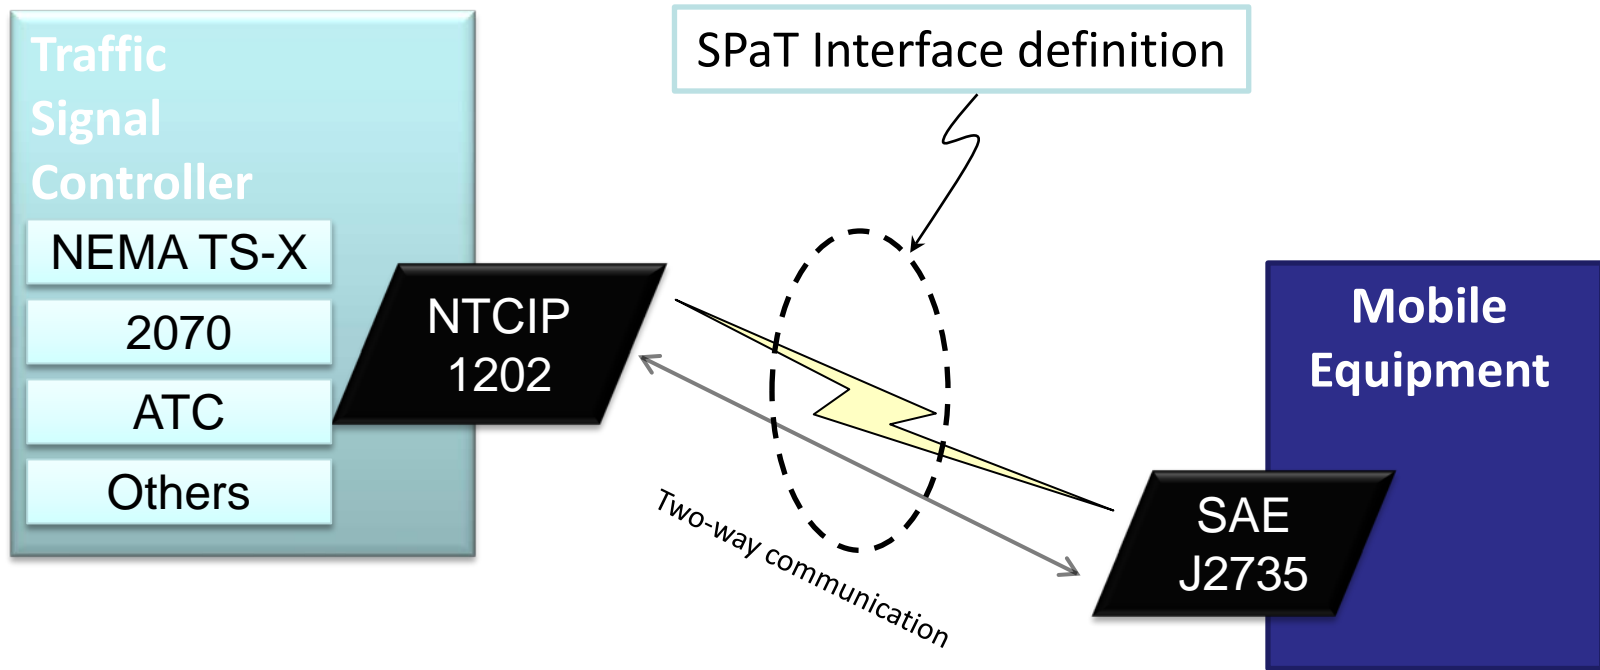 Traffic
Signal
Controller
NEMA TS-X
2070
ATC
Others
NTCIP
1202
SPaT Interface definition
Two-way communication
Mobile
Equipment
SAE
J2735